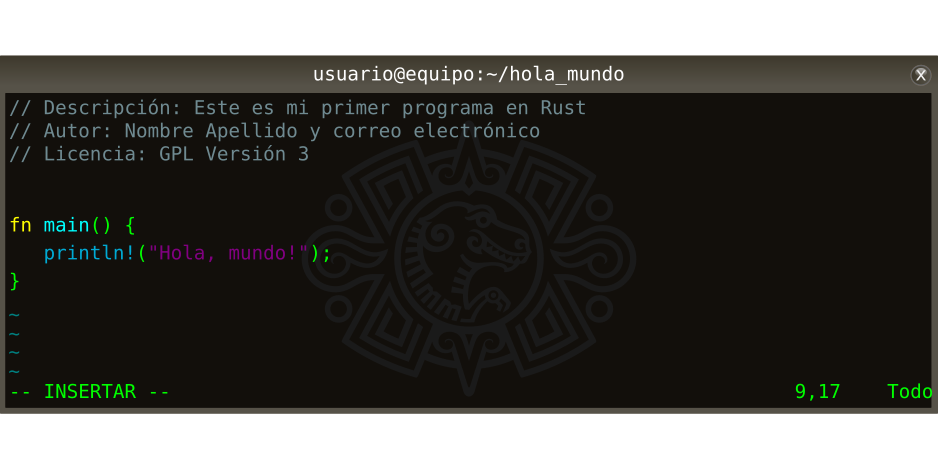 usuario@equipo:~/hola_mundo
X
// Descripción: Este es mi primer programa en Rust
// Autor: Nombre Apellido y correo electrónico
// Licencia: GPL Versión 3
fn main() {
   println!("Hola, mundo!");
}
~
~
~
~
-- INSERTAR -- 9,17 Todo